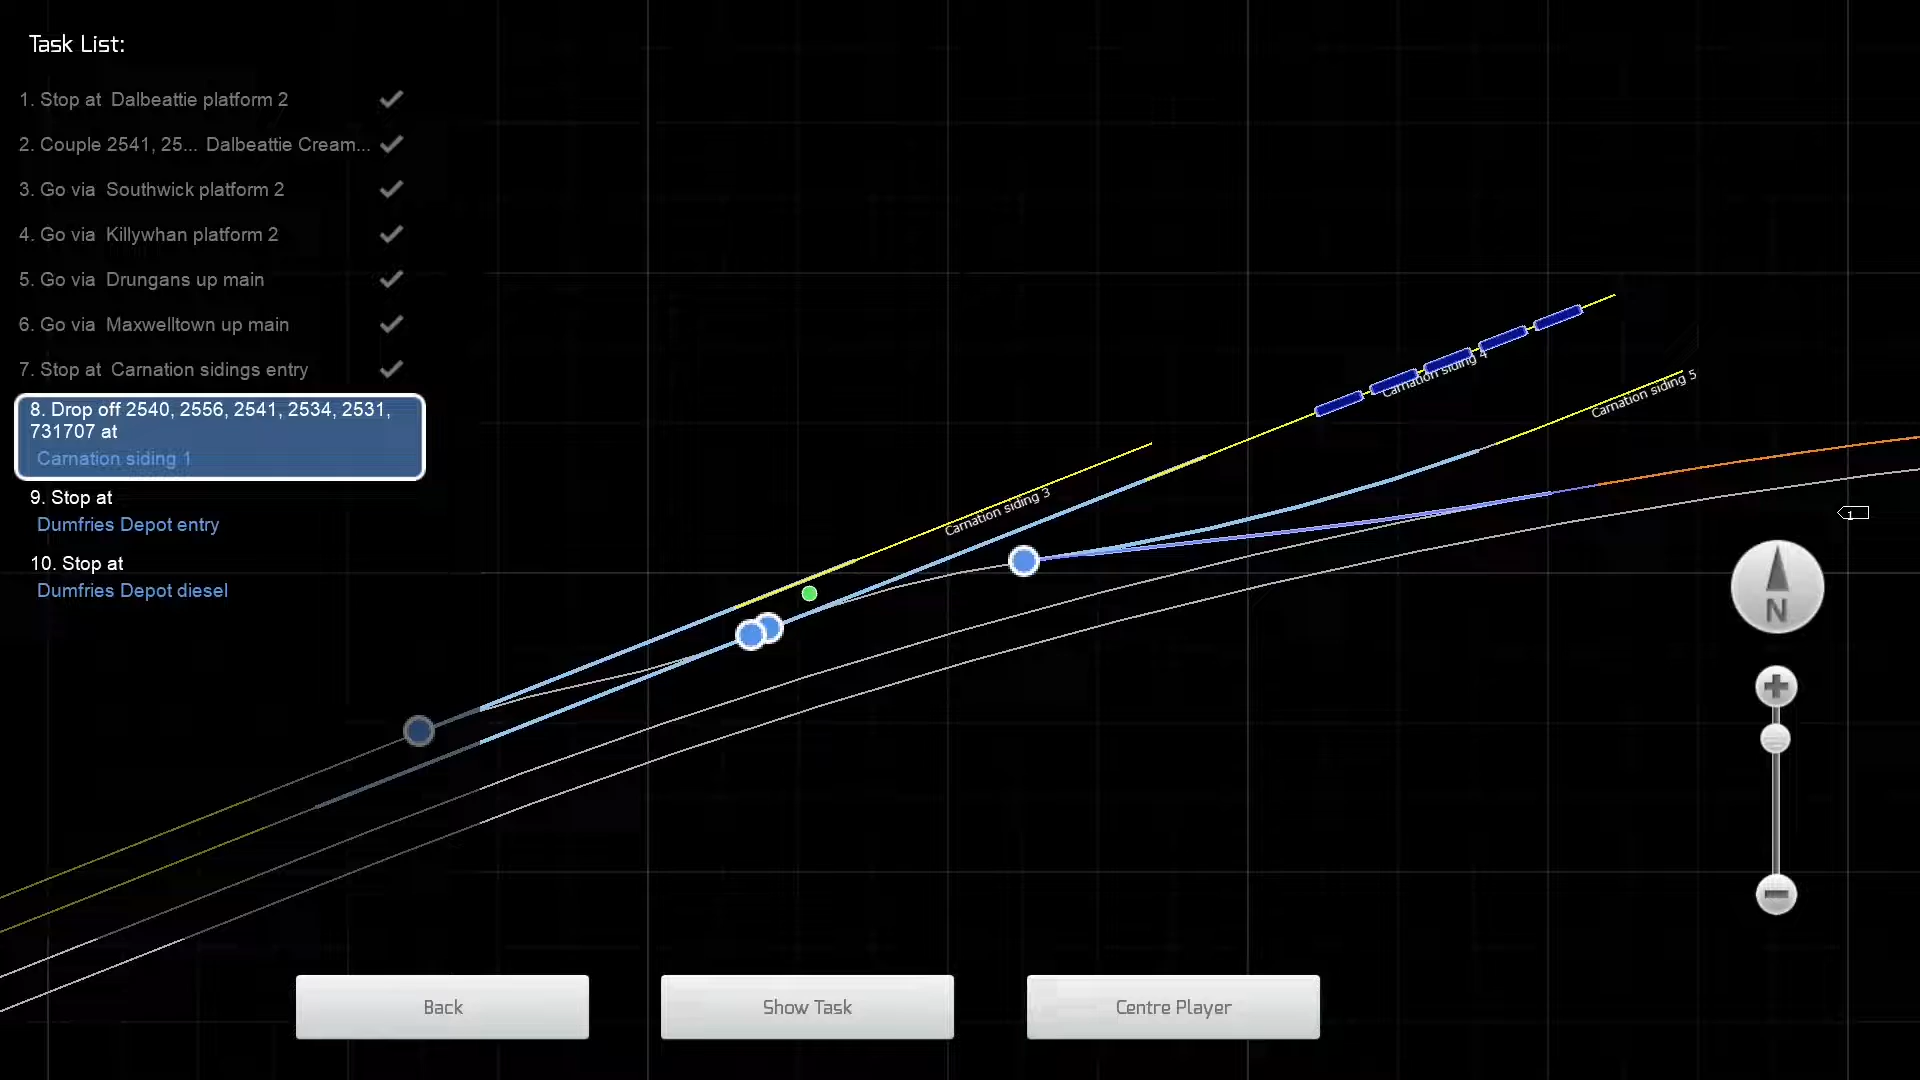 Task List:
1. Stop at Dalbeattie platform 2
2. Couple 2541, 25... Dalbeattie Cream...
3. Go via Southwick platform 2
4. Go via Killywhan platform 2
5. Go via Drungans up main
6. Go via Maxwelltown up main
7. Stop at Carnation sidings entry
8. Drop off 2540, 2556, 2541, 2534, 2531,
731707 at
Carnation siding 1
9. Stop at
Dumfries Depot entry
10. Stop at
Dumfries Depot diesel
Carnation siding 4
Carnation siding 5
Carnation siding 3
1
N
Back
Show Task
Centre Player